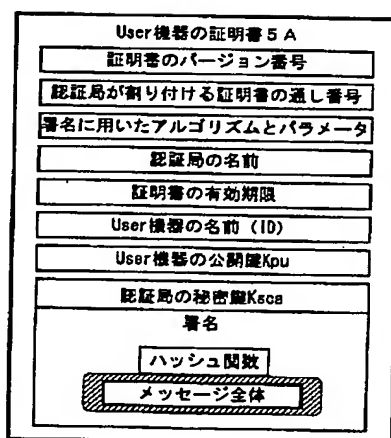 User機器の証明書5A
証明書のバージョン番号
認証局が割り付ける証明書の通し番号
署名に用いたアルゴリズムとパラメータ
認証局の名前
証明書の有効期限
User機器の名前 (ID)
User機器の公開鍵Kpu
認証局の秘密鍵Ksca
署名
ハッシュ関数
メッセージ全体